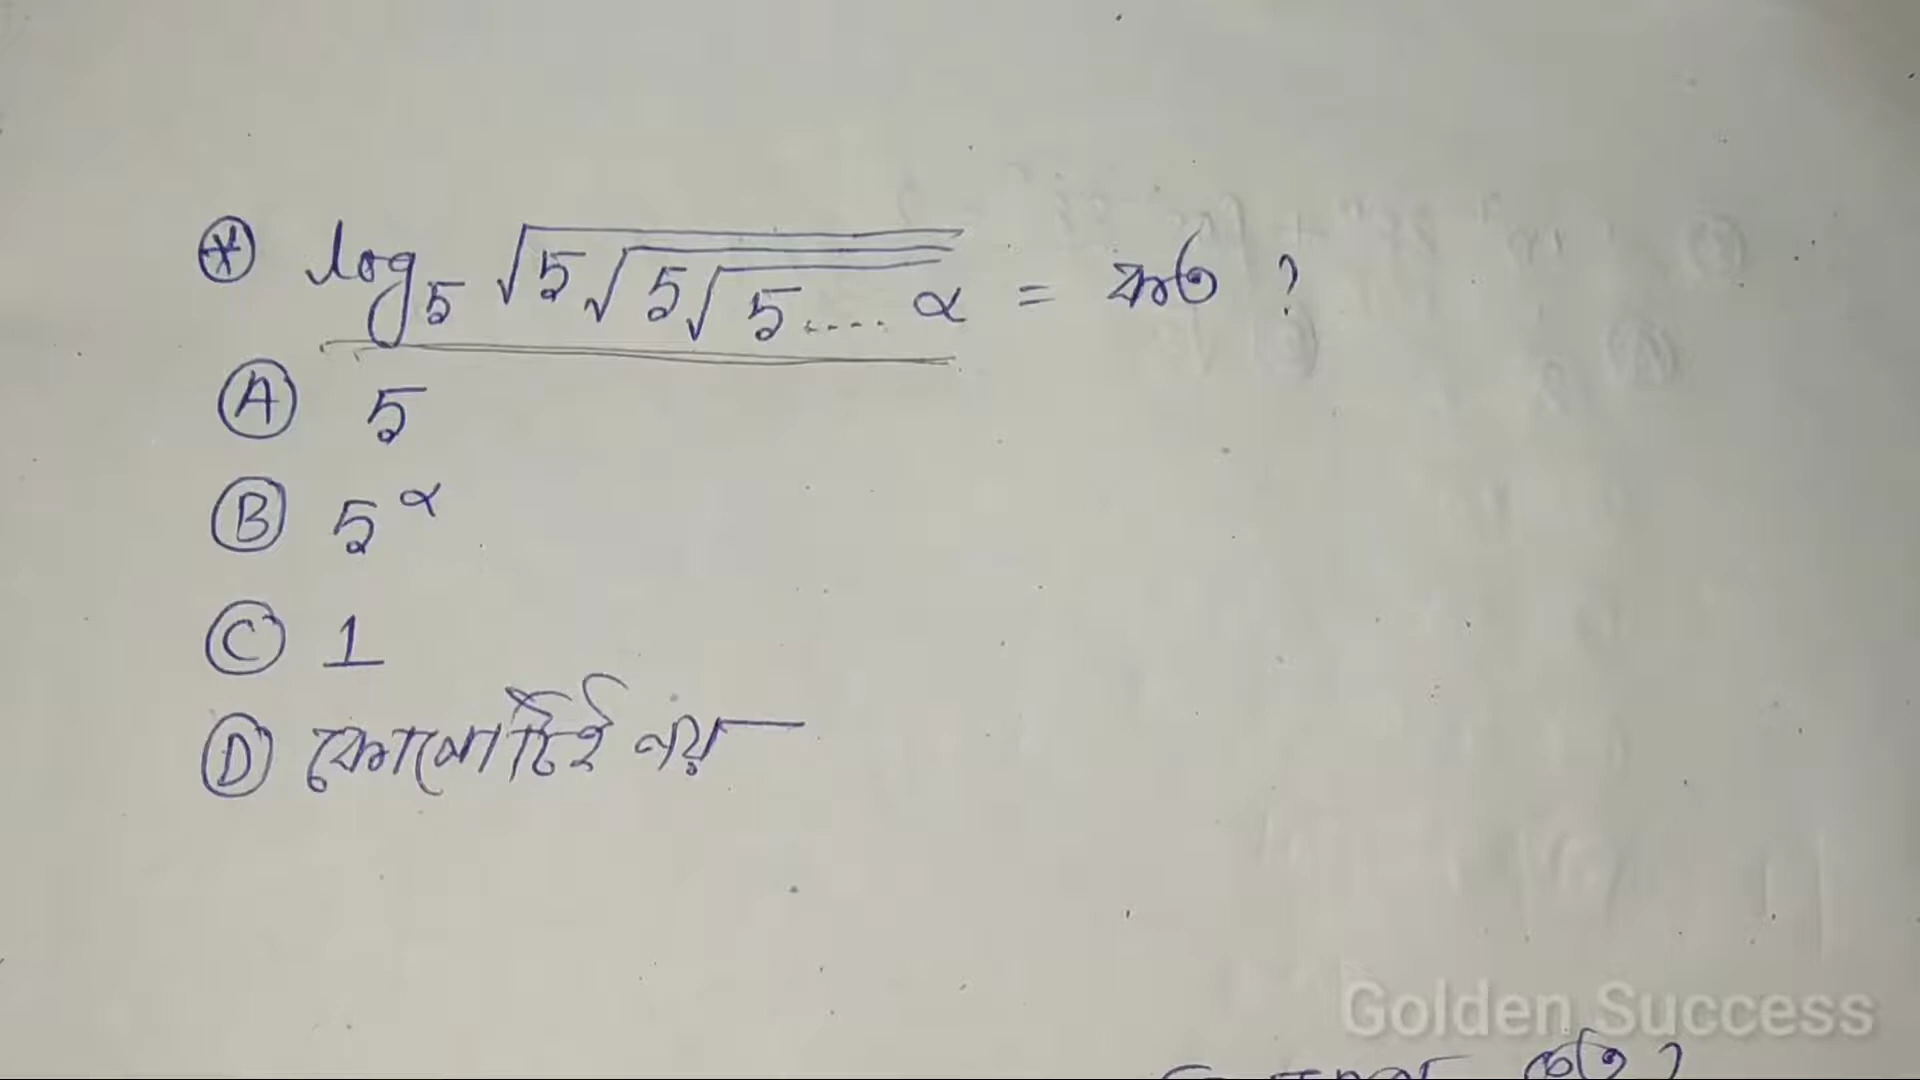 * log₅ √5√5√5.... α = কত ?
A 5
B 5^α
C 1
D কোনোটিই নয়
Golden Success